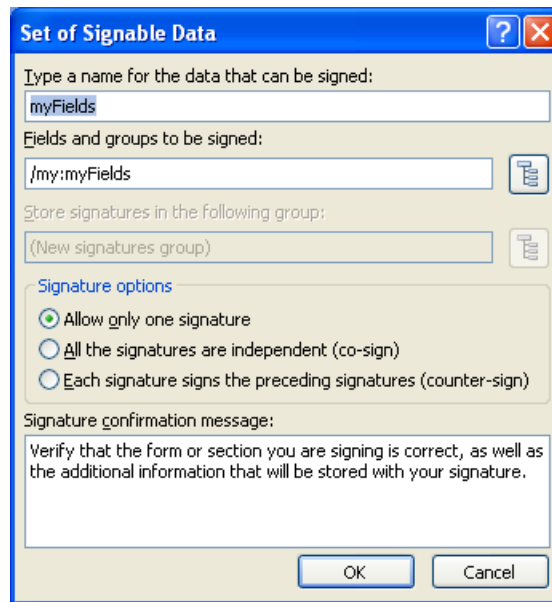 Set of Signable Data
Type a name for the data that can be signed:
myFields
Fields and groups to be signed:
/my:myFields
Store signatures in the following group:
(New signatures group)
Signature options
Allow only one signature
All the signatures are independent (co-sign)
Each signature signs the preceding signatures (counter-sign)
Signature confirmation message:
Verify that the form or section you are signing is correct, as well as
the additional information that will be stored with your signature.
OK Cancel